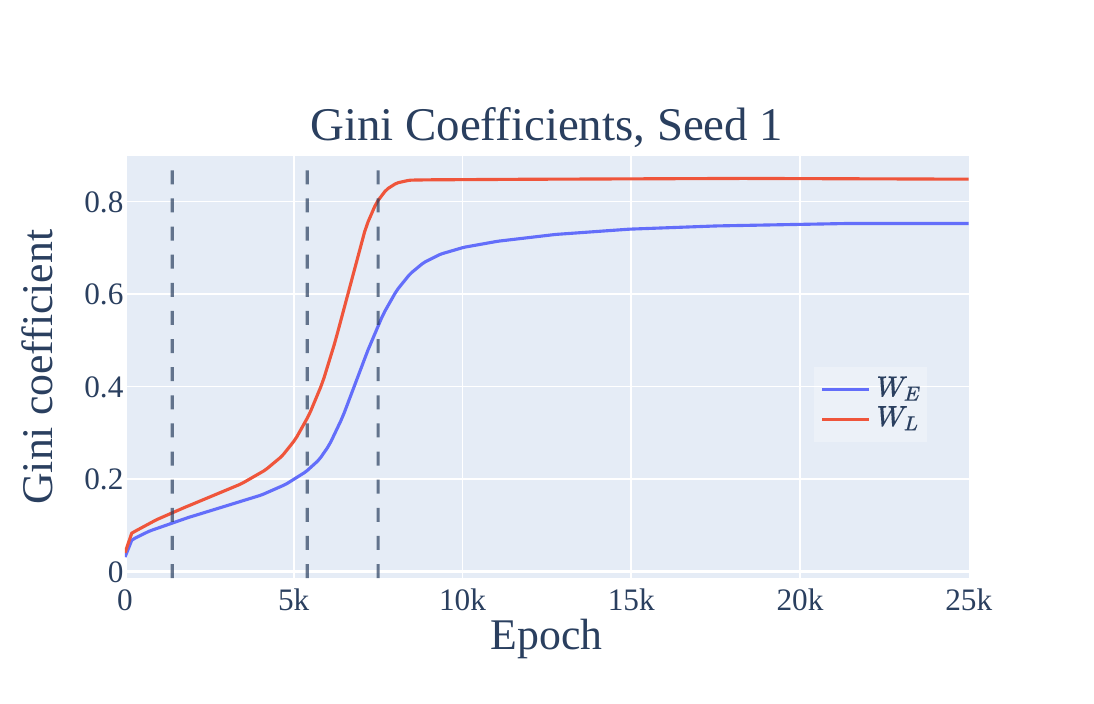 Gini Coefficients, Seed 1
Gini coefficient
0.8
0.6
0.4
0.2
0
0 5k 10k 15k 20k 25k
Epoch
W_E
W_L